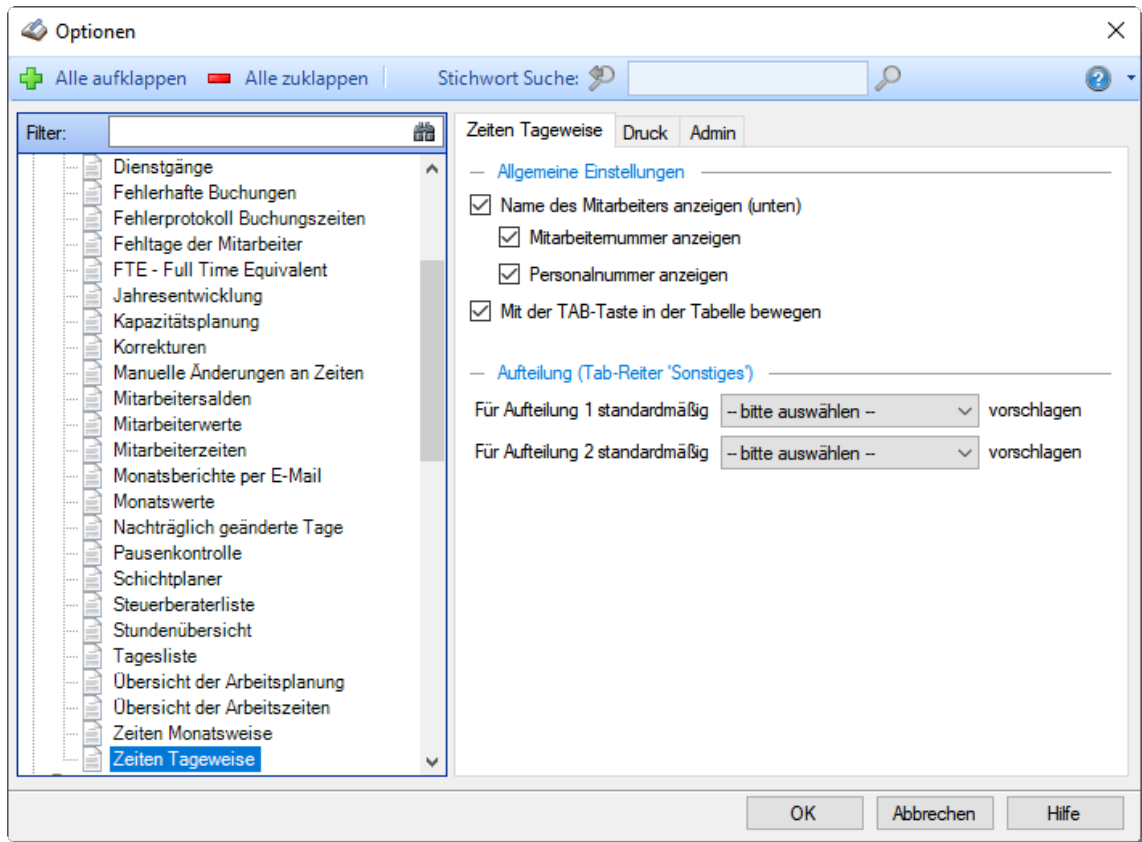 Optionen
Alle aufklappen Alle zuklappen Stichwort Suche:
Filter:
Dienstgänge
Fehlerhafte Buchungen
Fehlerprotokoll Buchungszeiten
Fehltage der Mitarbeiter
FTE - Full Time Equivalent
Jahresentwicklung
Kapazitätsplanung
Korrekturen
Manuelle Änderungen an Zeiten
Mitarbeitersalden
Mitarbeiterwerte
Mitarbeiterzeiten
Monatsberichte per E-Mail
Monatswerte
Nachträglich geänderte Tage
Pausenkontrolle
Schichtplaner
Steuerberaterliste
Stundenübersicht
Tagesliste
Übersicht der Arbeitsplanung
Übersicht der Arbeitszeiten
Zeiten Monatsweise
Zeiten Tageweise
Zeiten Tageweise Druck Admin
Allgemeine Einstellungen
Name des Mitarbeiters anzeigen (unten)
Mitarbeiternummer anzeigen
Personalnummer anzeigen
Mit der TAB-Taste in der Tabelle bewegen
Aufteilung (Tab-Reiter 'Sonstiges')
Für Aufteilung 1 standardmäßig -- bitte auswählen -- vorschlagen
Für Aufteilung 2 standardmäßig -- bitte auswählen -- vorschlagen
OK Abbrechen Hilfe